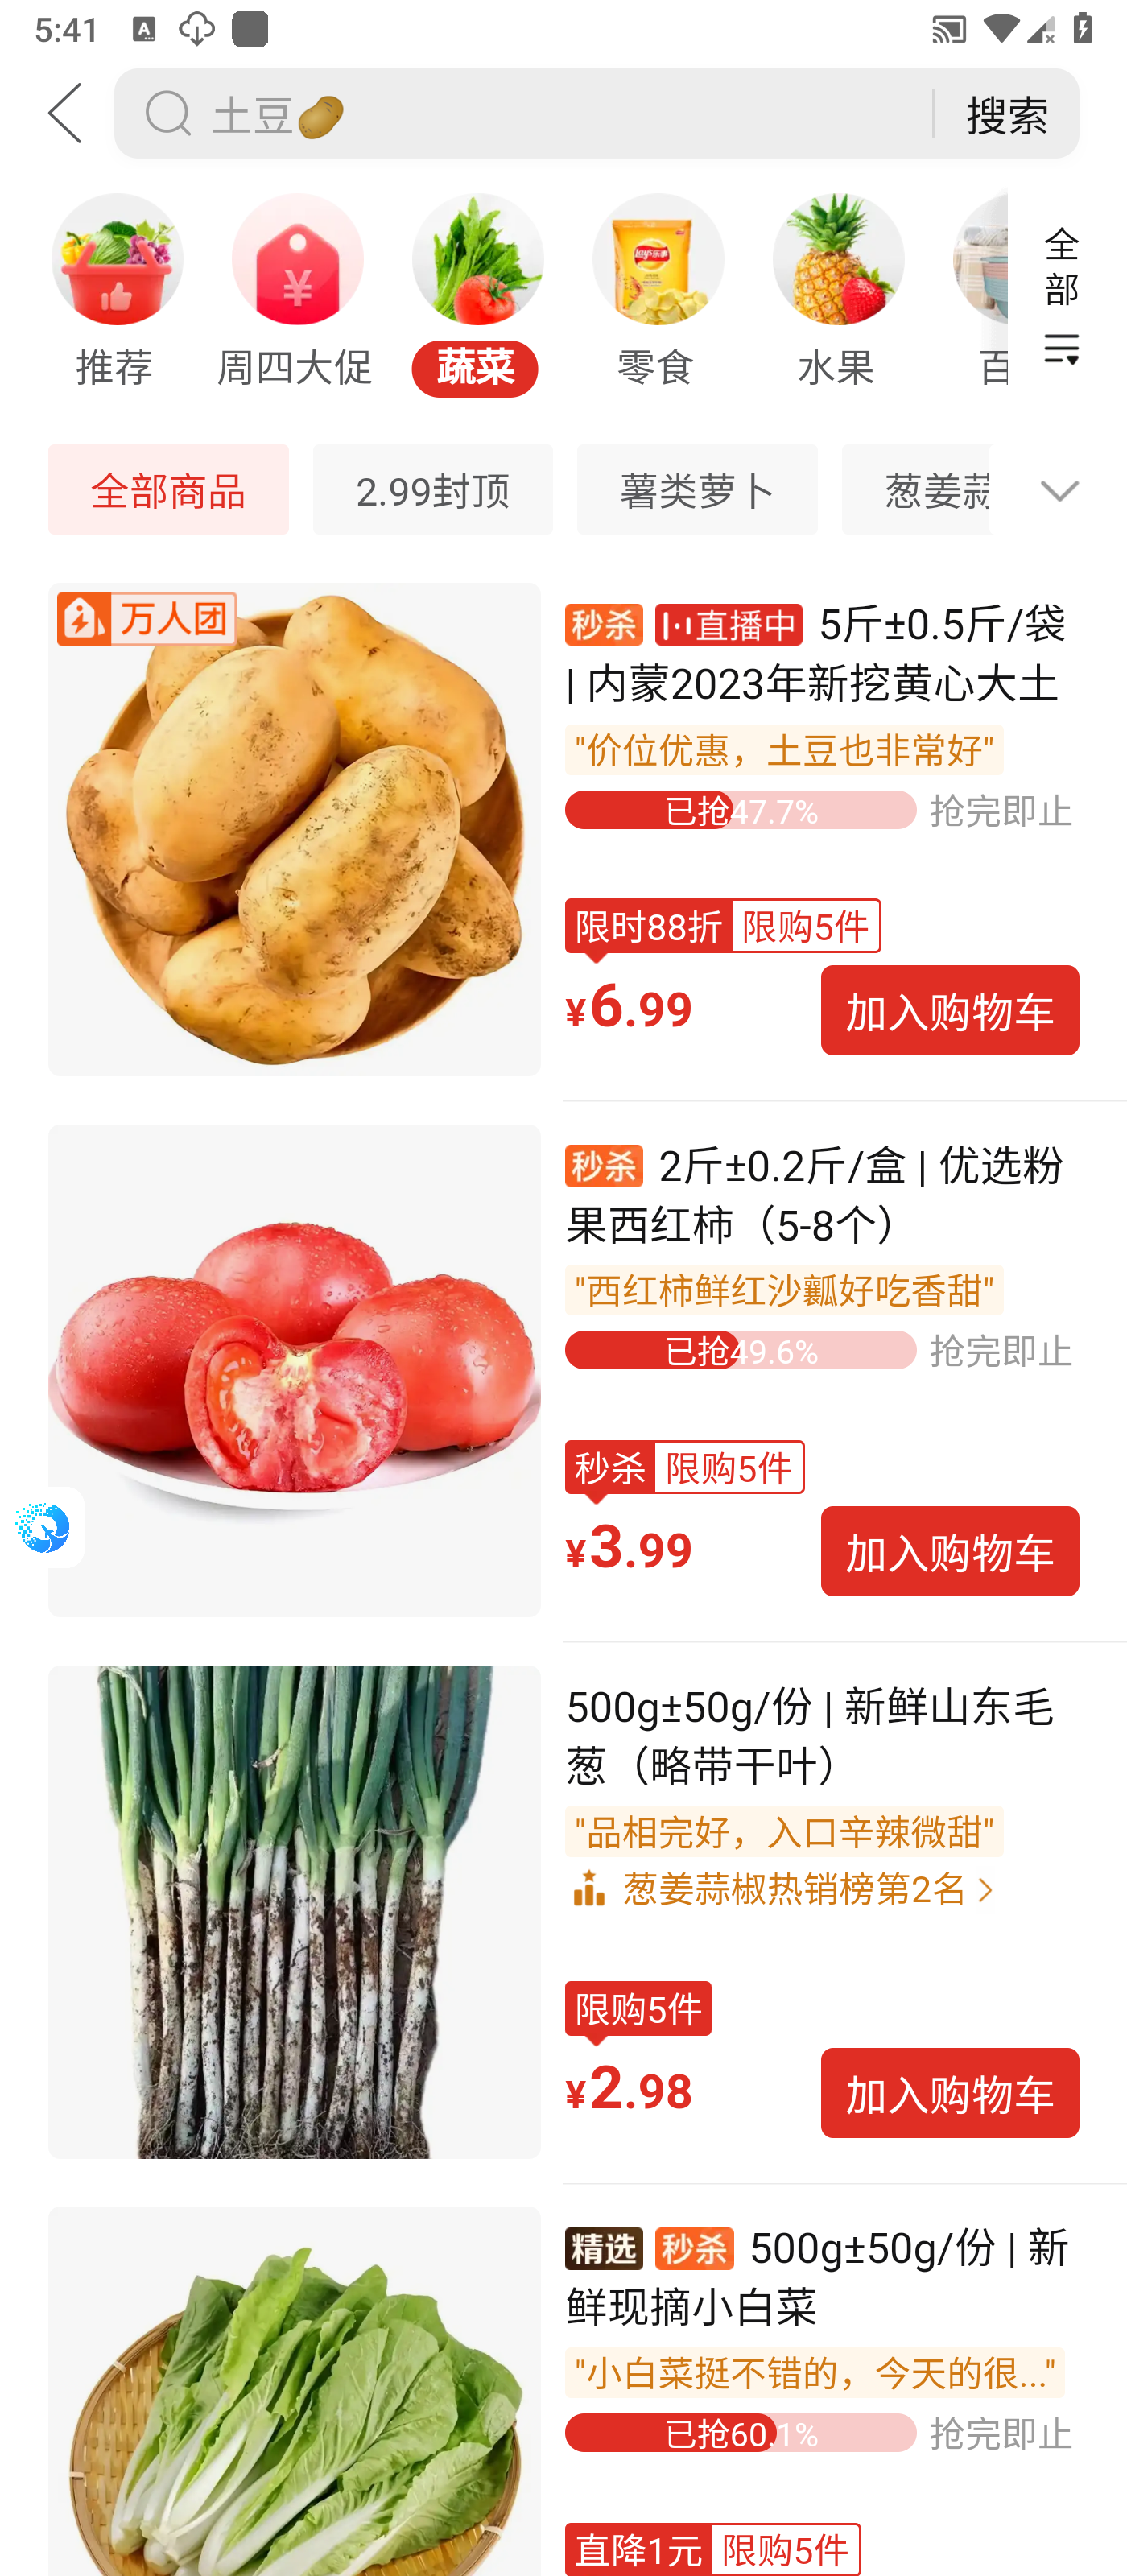 5:41
土豆🥔
搜索
推荐
周四大促
蔬菜
零食
水果
百
全部
全部商品
2.99封顶
薯类萝卜
葱姜蒜
万人团
秒杀 直播中 5斤±0.5斤/袋
| 内蒙2023年新挖黄心大土
"价位优惠，土豆也非常好"
已抢47.7% 抢完即止
限时88折 限购5件
¥6.99
加入购物车
秒杀 2斤±0.2斤/盒 | 优选粉
果西红柿（5-8个）
"西红柿鲜红沙瓤好吃香甜"
已抢49.6% 抢完即止
秒杀 限购5件
¥3.99
加入购物车
500g±50g/份 | 新鲜山东毛
葱（略带干叶）
"品相完好，入口辛辣微甜"
葱姜蒜椒热销榜第2名
限购5件
¥2.98
加入购物车
精选 秒杀 500g±50g/份 | 新
鲜现摘小白菜
"小白菜挺不错的，今天的很..."
已抢60.1% 抢完即止
直降1元 限购5件